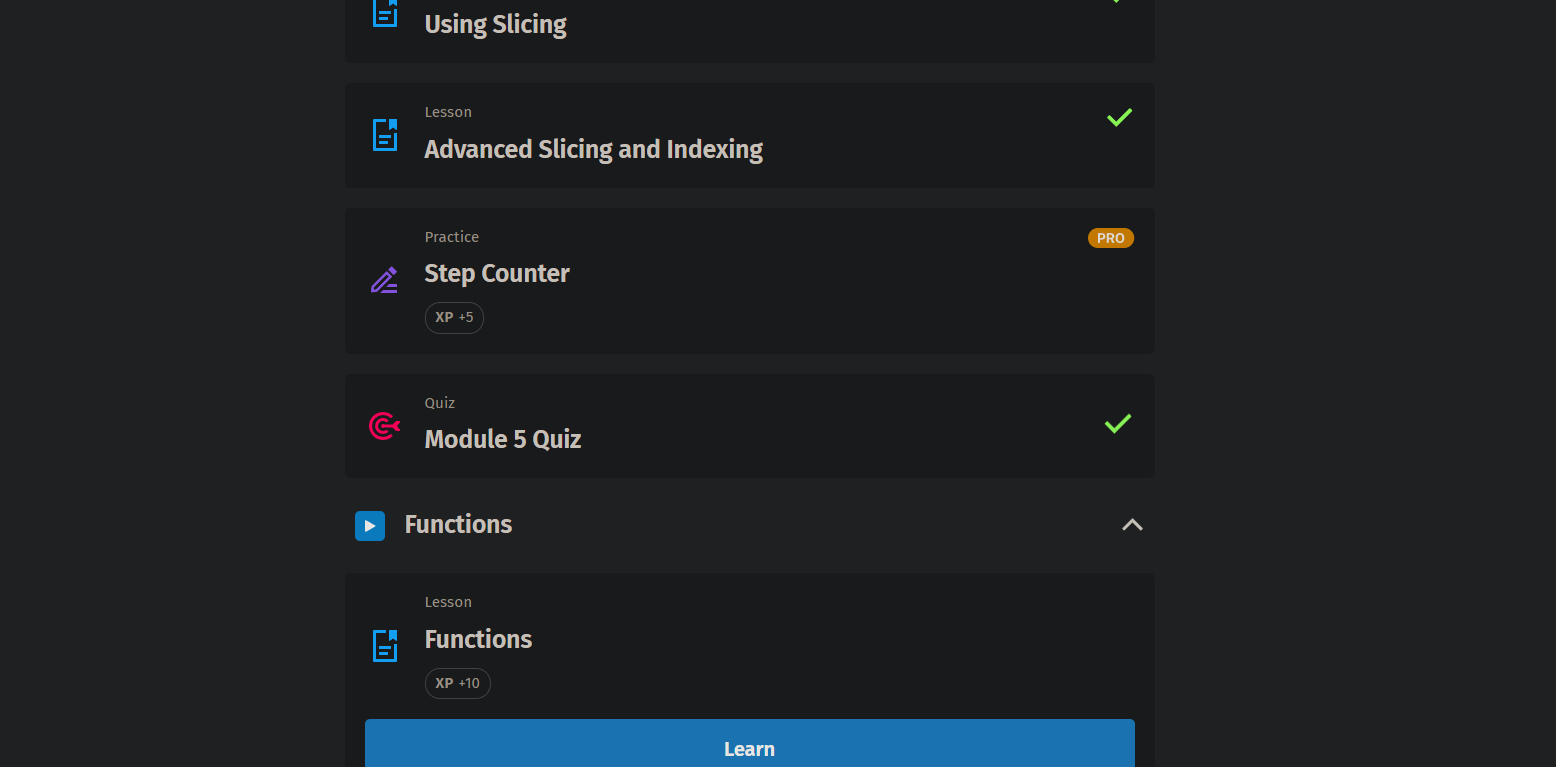 Using Slicing
Lesson
Advanced Slicing and Indexing
Practice
PRO
Step Counter
XP +5
Quiz
Module 5 Quiz
Functions
Lesson
Functions
XP +10
Learn